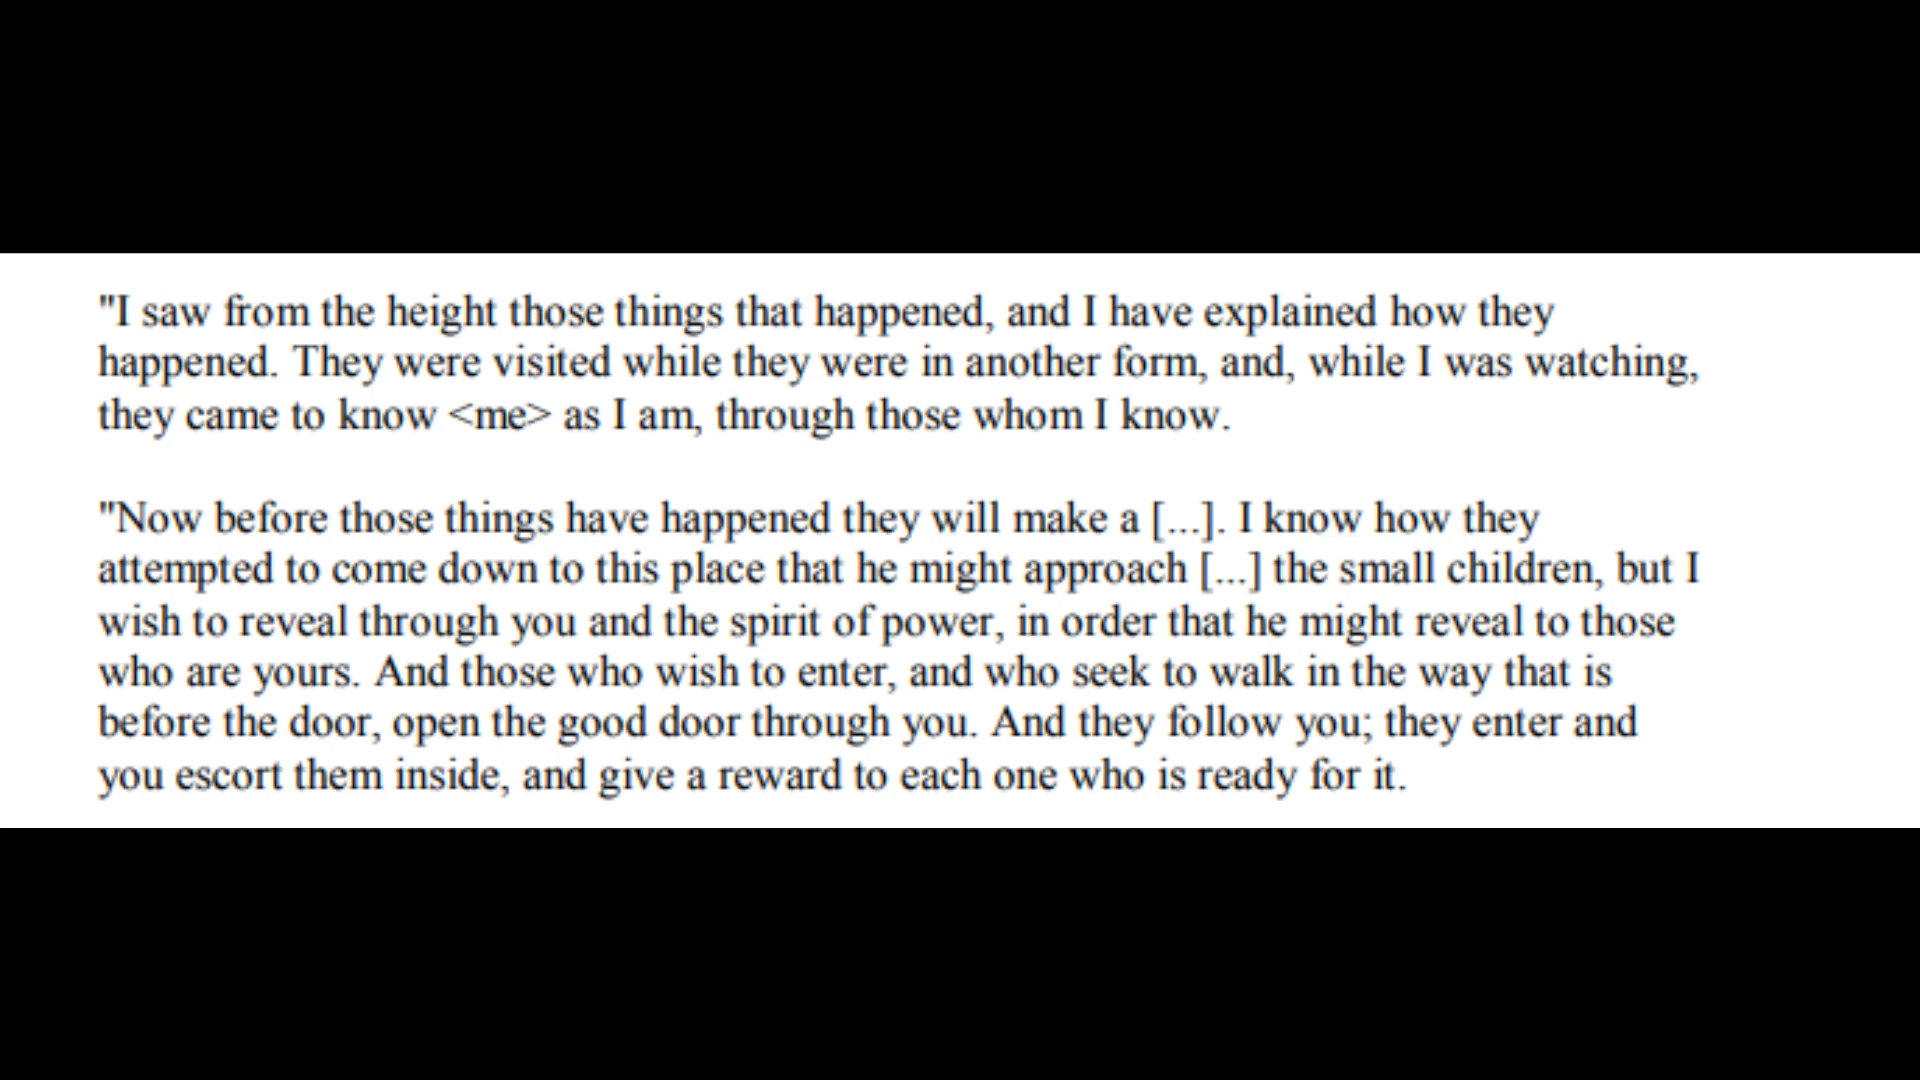 "I saw from the height those things that happened, and I have explained how they
happened. They were visited while they were in another form, and, while I was watching,
they came to know <me> as I am, through those whom I know.
"Now before those things have happened they will make a [...]. I know how they
attempted to come down to this place that he might approach [...] the small children, but I
wish to reveal through you and the spirit of power, in order that he might reveal to those
who are yours. And those who wish to enter, and who seek to walk in the way that is
before the door, open the good door through you. And they follow you; they enter and
you escort them inside, and give a reward to each one who is ready for it.